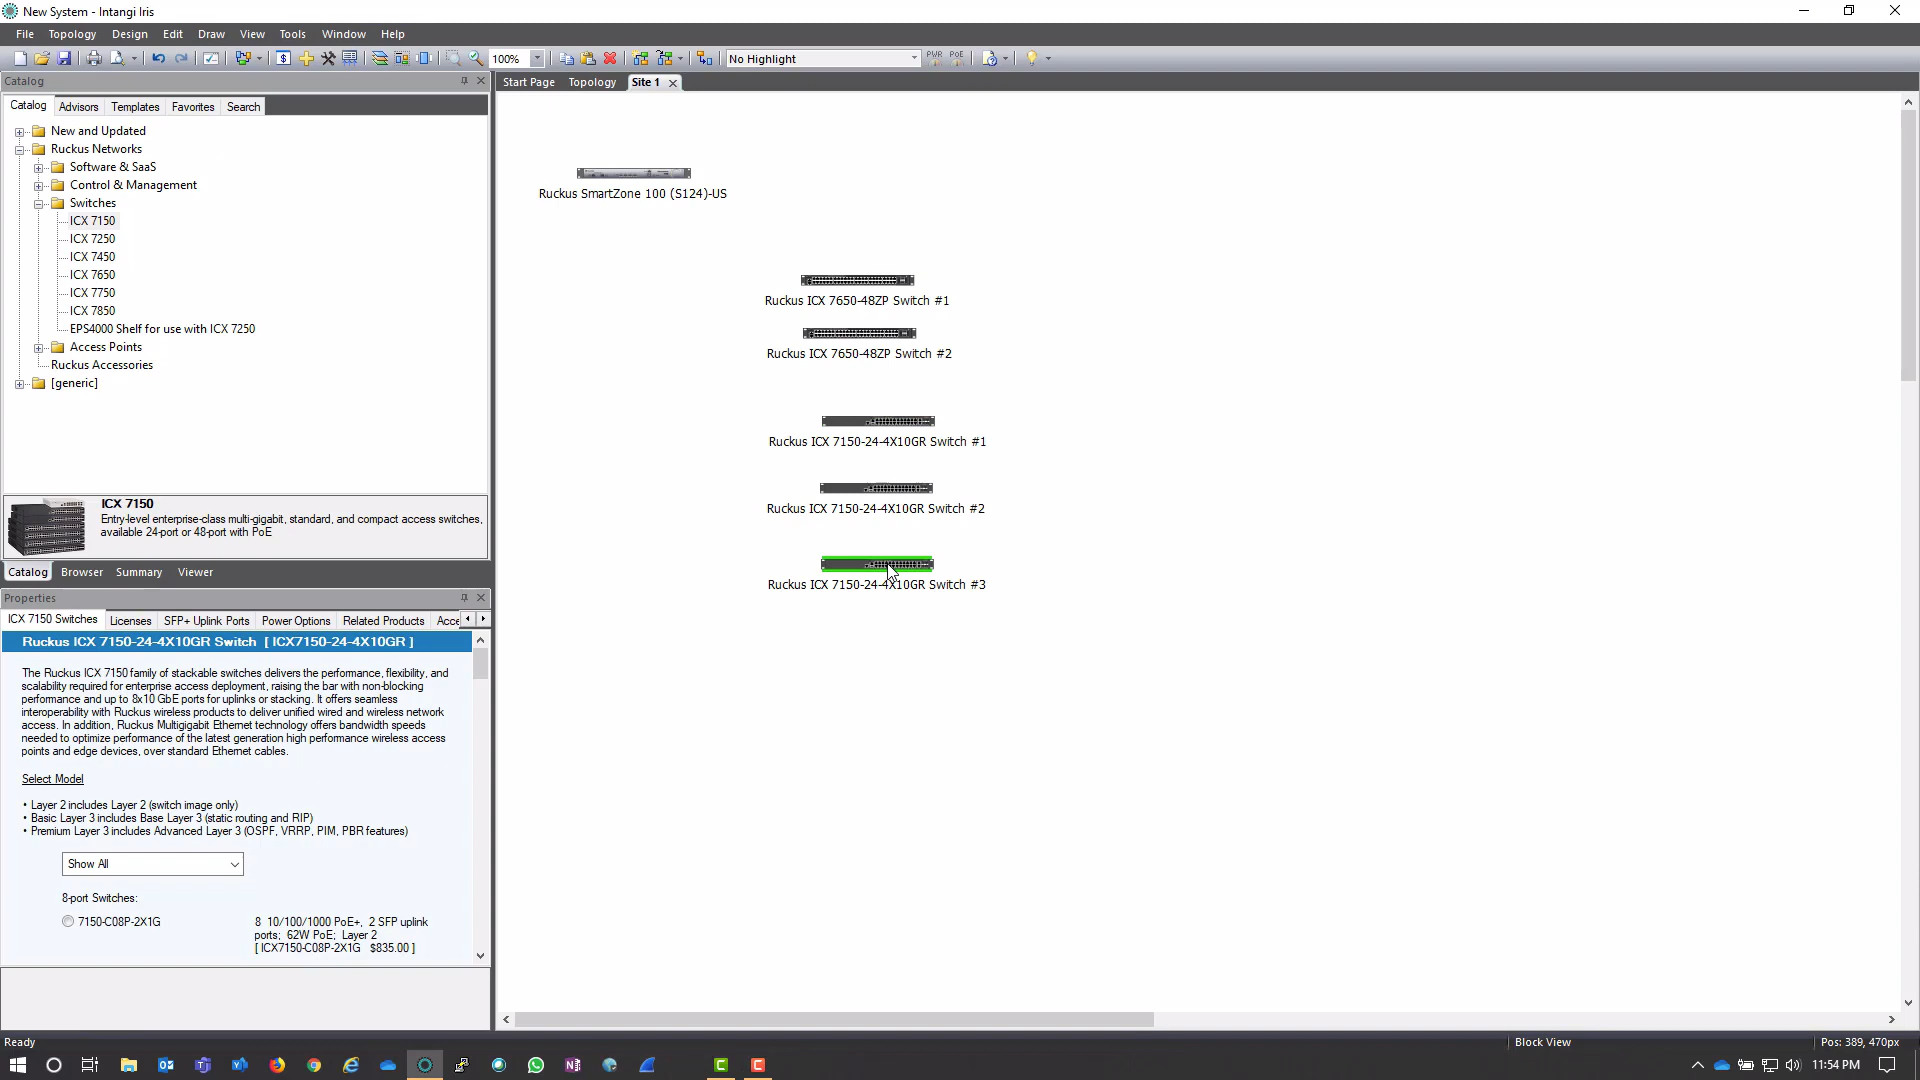 New System - Intangi Iris
File Topology Design Edit Draw View Tools Window Help
100% No Highlight PWR PoE
Catalog
Start Page Topology Site 1
Catalog Advisors Templates Favorites Search
New and Updated
Ruckus Networks
Software & SaaS
Control & Management
Switches
ICX 7150
ICX 7250
ICX 7450
ICX 7650
ICX 7750
ICX 7850
EPS4000 Shelf for use with ICX 7250
Access Points
Ruckus Accessories
[generic]
ICX 7150
Entry-level enterprise-class multi-gigabit, standard, and compact access switches,
available 24-port or 48-port with PoE
Catalog Browser Summary Viewer
Properties
ICX 7150 Switches Licenses SFP+ Uplink Ports Power Options Related Products Acce
Ruckus ICX 7150-24-4X10GR Switch [ ICX7150-24-4X10GR ]
The Ruckus ICX 7150 family of stackable switches delivers the performance, flexibility, and
scalability required for enterprise access deployment, raising the bar with non-blocking
performance and up to 8x10 GbE ports for uplinks or stacking. It offers seamless
interoperability with Ruckus wireless products to deliver unified wired and wireless network
access. In addition, Ruckus Multigigabit Ethernet technology offers bandwidth speeds
needed to optimize performance of the latest generation high performance wireless access
points and edge devices, over standard Ethernet cables.
Select Model
• Layer 2 includes Layer 2 (switch image only)
• Basic Layer 3 includes Base Layer 3 (static routing and RIP)
• Premium Layer 3 includes Advanced Layer 3 (OSPF, VRRP, PIM, PBR features)
Show All
8-port Switches:
7150-C08P-2X1G
8 10/100/1000 PoE+, 2 SFP uplink
ports; 62W PoE; Layer 2
[ ICX7150-C08P-2X1G $835.00 ]
Ruckus SmartZone 100 (S124)-US
Ruckus ICX 7650-48ZP Switch #1
Ruckus ICX 7650-48ZP Switch #2
Ruckus ICX 7150-24-4X10GR Switch #1
Ruckus ICX 7150-24-4X10GR Switch #2
Ruckus ICX 7150-24-4X10GR Switch #3
Ready
Block View
Pos: 389, 470px
11:54 PM